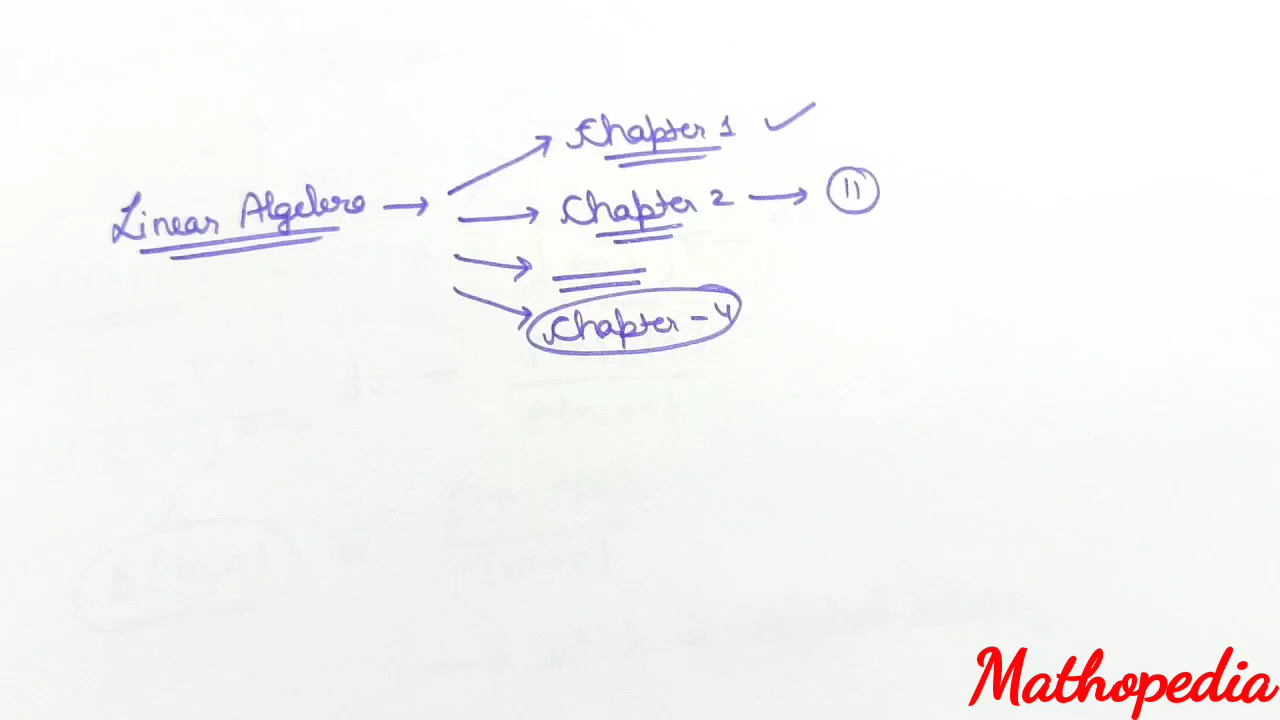 Linear Algebra →
Chapter 1 ✓
Chapter 2 → 11
Chapter - 4
Mathopedia